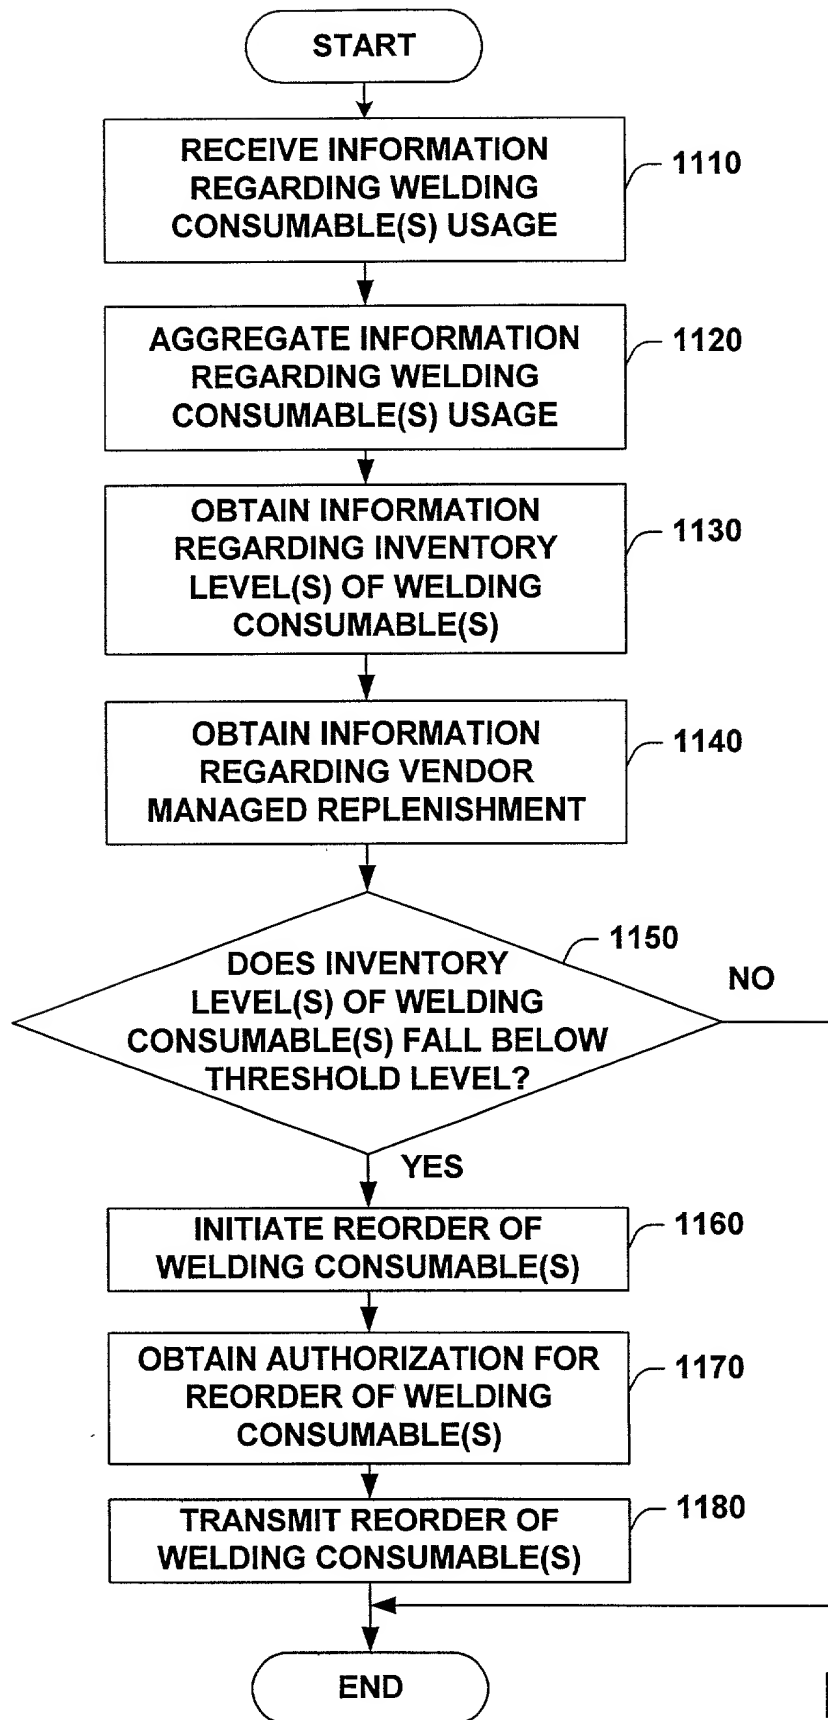 START
RECEIVE INFORMATION
REGARDING WELDING
CONSUMABLE(S) USAGE
1110
AGGREGATE INFORMATION
REGARDING WELDING
CONSUMABLE(S) USAGE
1120
OBTAIN INFORMATION
REGARDING INVENTORY
LEVEL(S) OF WELDING
CONSUMABLE(S)
1130
OBTAIN INFORMATION
REGARDING VENDOR
MANAGED REPLENISHMENT
1140
DOES INVENTORY
LEVEL(S) OF WELDING
CONSUMABLE(S) FALL BELOW
THRESHOLD LEVEL?
1150
NO
YES
INITIATE REORDER OF
WELDING CONSUMABLE(S)
1160
OBTAIN AUTHORIZATION FOR
REORDER OF WELDING
CONSUMABLE(S)
1170
TRANSMIT REORDER OF
WELDING CONSUMABLE(S)
1180
END